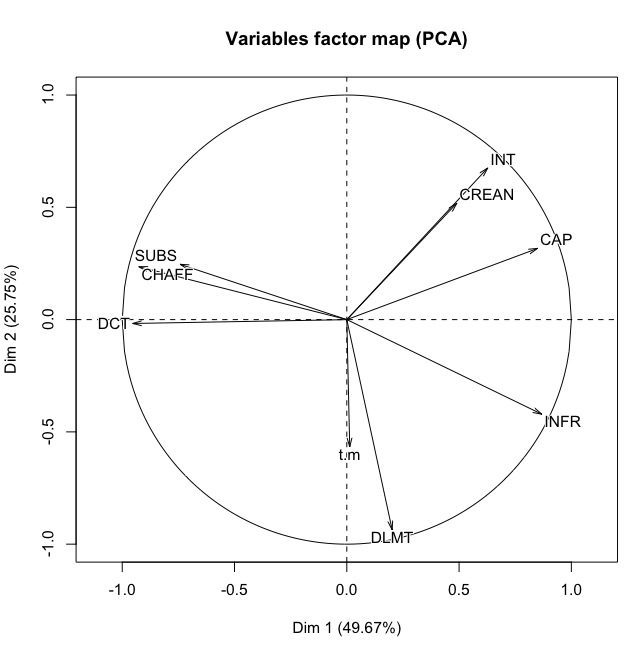 Variables factor map (PCA)
1.0
0.5
0.0
-0.5
-1.0
Dim 2 (25.75%)
INT
CREAN
CAP
SUBS
CHAFF
DCT
INFR
t.m
DLMT
-1.0 -0.5 0.0 0.5 1.0
Dim 1 (49.67%)